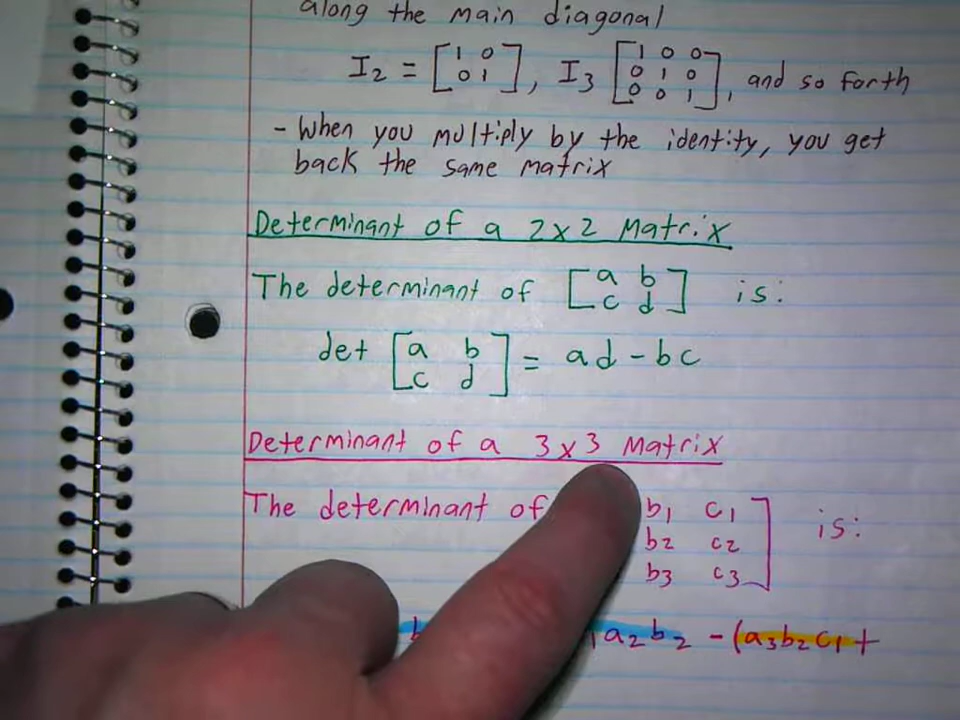 along the main diagonal
I₂ = [1 0
0 1], I₃ [1 0 0
0 1 0
0 0 1], and so forth
- When you multiply by the identity, you get
back the same matrix
Determinant of a 2x2 Matrix
The determinant of [a b
c d] is:
det [a b
c d] = ad - bc
Determinant of a 3x3 Matrix
The determinant of b₁ c₁
b₂ c₂
b₃ c₃] is:
a₂b₂ - (a₃b₂c₁ +